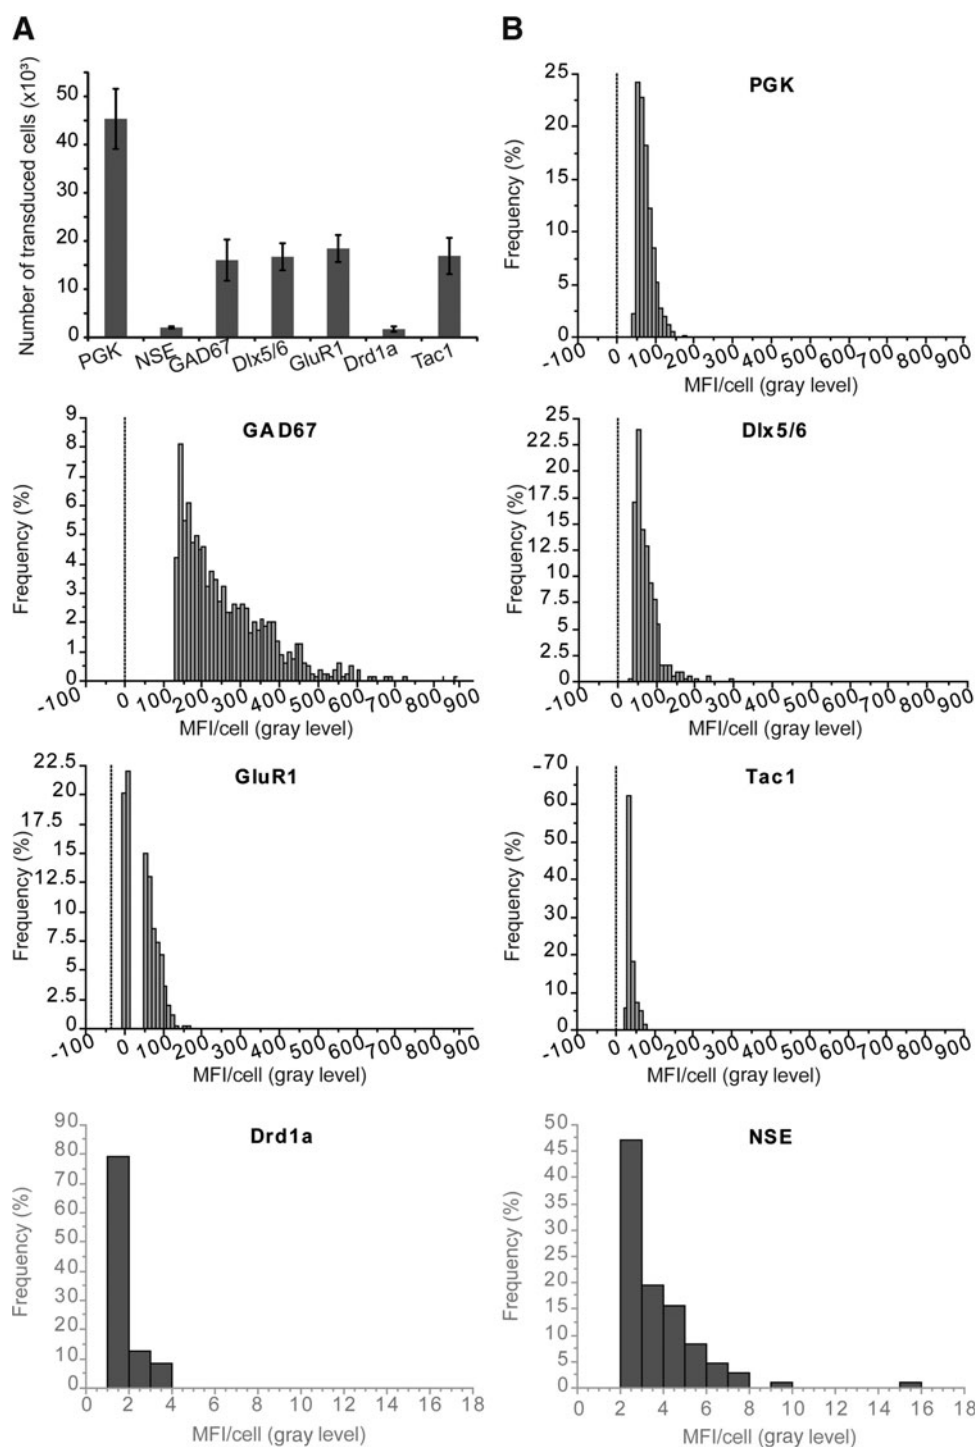 A
B
Number of transduced cells (x10³)
50
40
30
20
10
0
PGK NSE GAD67 Dlx5/6 GluR1 Drd1a Tac1
PGK
Frequency (%)
25
20
15
10
5
0
-100 0 100 200 300 400 500 600 700 800 900
MFI/cell (gray level)
GAD67
Frequency (%)
9
8
7
6
5
4
3
2
1
0
-100 0 100 200 300 400 500 600 700 800 900
MFI/cell (gray level)
Dlx5/6
Frequency (%)
25
22.5
20
17.5
15
12.5
10
7.5
5
2.5
0
-100 0 100 200 300 400 500 600 700 800 900
MFI/cell (gray level)
GluR1
Frequency (%)
22.5
20
17.5
15
12.5
10
7.5
5
2.5
0
-100 0 100 200 300 400 500 600 700 800 900
MFI/cell (gray level)
Tac1
Frequency (%)
-70
60
50
40
30
20
10
0
-100 0 100 200 300 400 500 600 700 800 900
MFI/cell (gray level)
Drd1a
Frequency (%)
90
80
70
60
50
40
30
20
10
0
0 2 4 6 8 10 12 14 16 18
MFI/cell (gray level)
NSE
Frequency (%)
50
45
40
35
30
25
20
15
10
5
0
0 2 4 6 8 10 12 14 16 18
MFI/cell (gray level)